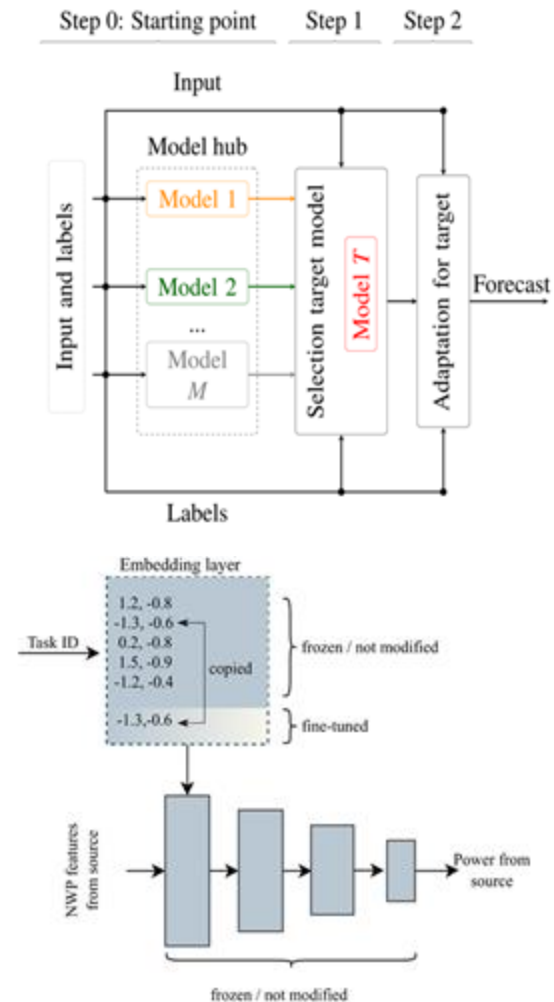 Step 0: Starting point
Step 1
Step 2
Input
Model hub
Input and labels
Model 1
Model 2
...
Model
M
Selection target model
Model T
Adaptation for target
Forecast
Labels
Embedding layer
Task ID
1.2, -0.8
-1.3, -0.6
0.2, -0.8
1.5, -0.9
-1.2, -0.4
copied
-1.3,-0.6
frozen / not modified
fine-tuned
NWP features
from source
Power from
source
frozen / not modified